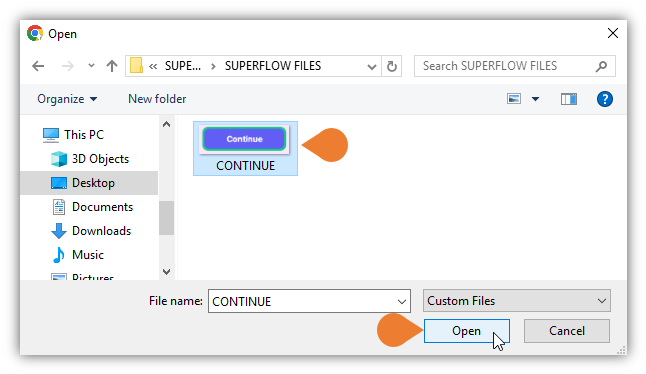 Open
« SUPE... > SUPERFLOW FILES
Search SUPERFLOW FILES
Organize
New folder
This PC
3D Objects
Desktop
Documents
Downloads
Music
Pictures
Continue
CONTINUE
File name:
CONTINUE
Custom Files
Open
Cancel